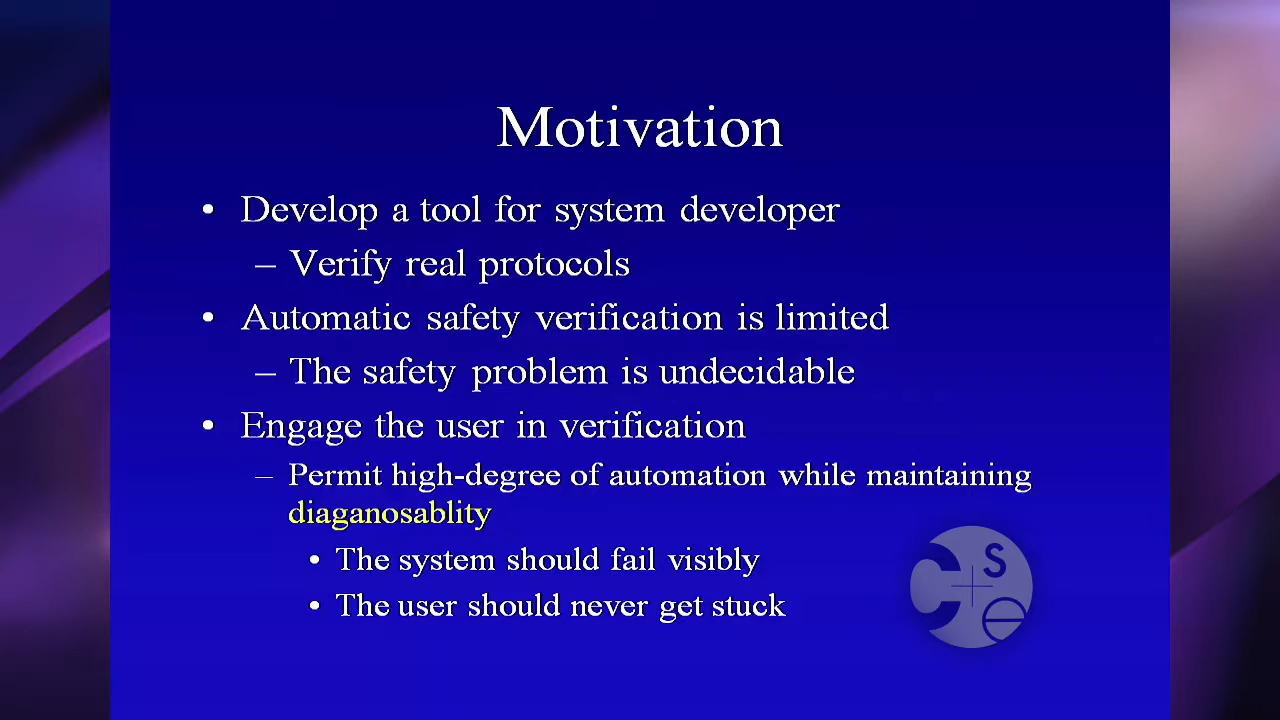 Motivation
• Develop a tool for system developer
– Verify real protocols
• Automatic safety verification is limited
– The safety problem is undecidable
• Engage the user in verification
– Permit high-degree of automation while maintaining
diaganosablity
• The system should fail visibly
• The user should never get stuck
C s e